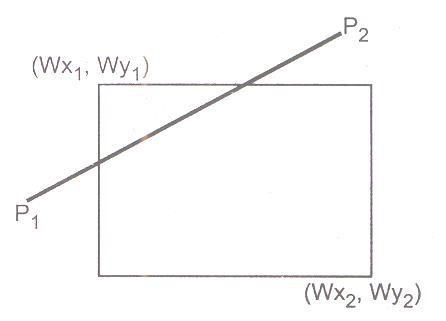 P₂
(Wx₁, Wy₁)
P₁
(Wx₂, Wy₂)